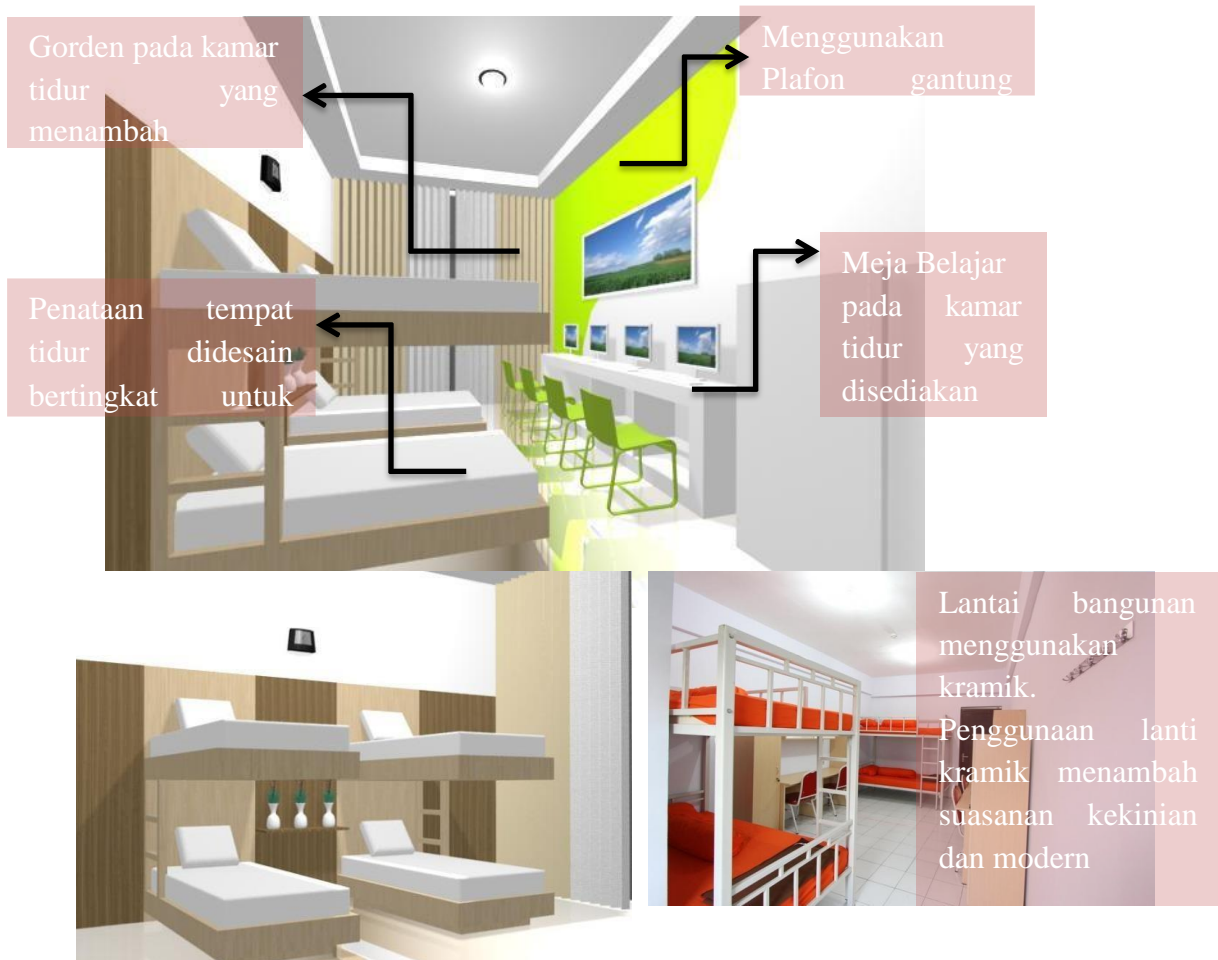 Gorden pada kamar
tidur yang
menambah
Menggunakan
Plafon gantung
Penataan tempat
tidur didesain
bertingkat untuk
Meja Belajar
pada kamar
tidur yang
disediakan
Lantai bangunan
menggunakan
kramik.
Penggunaan lanti
kramik menambah
suasanan kekinian
dan modern